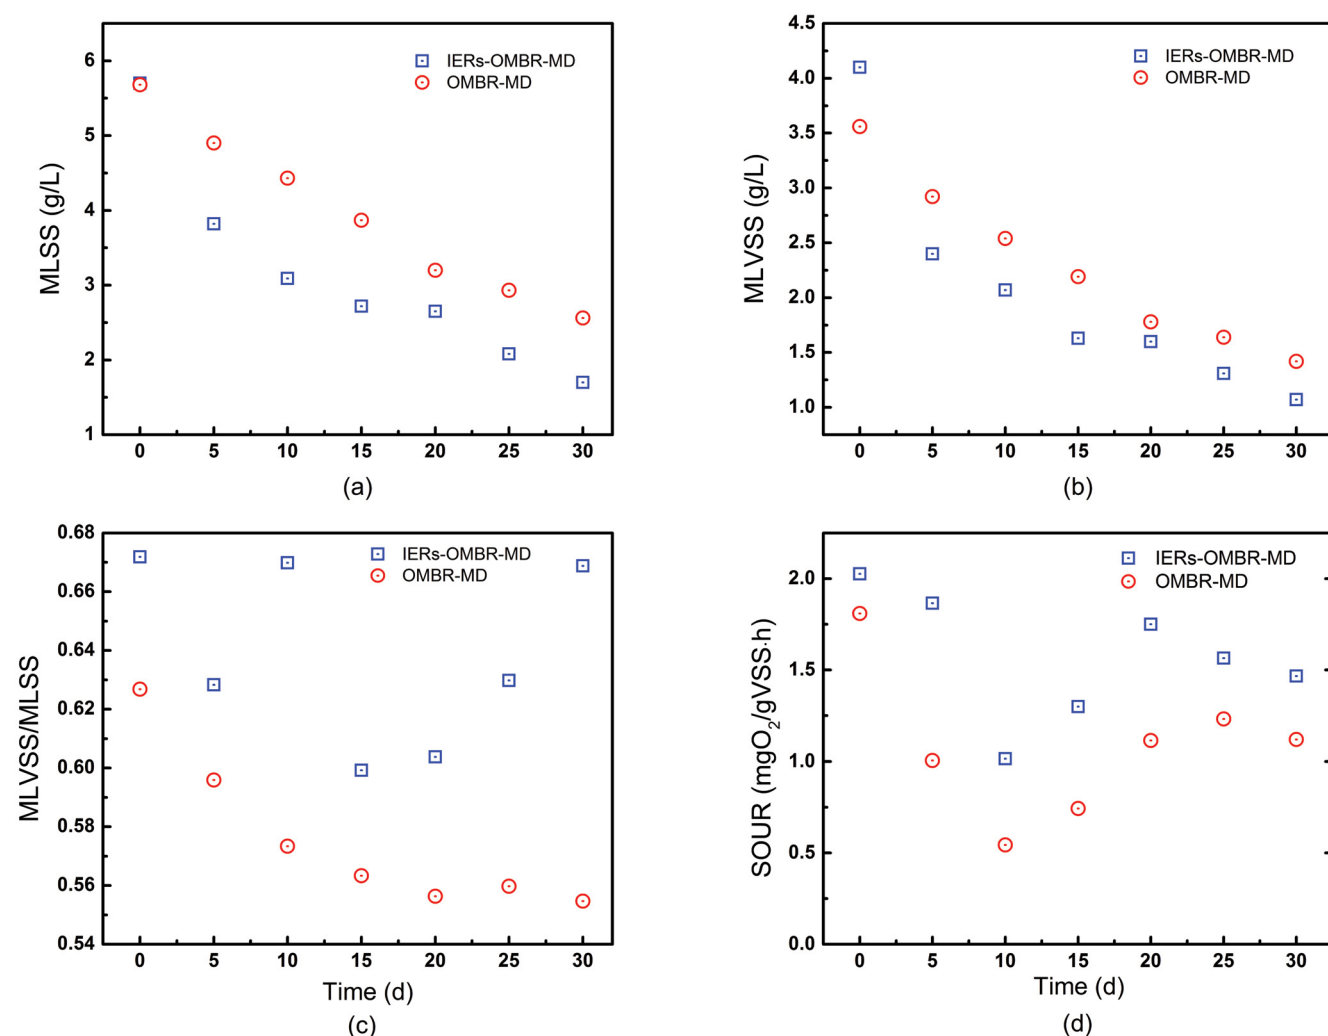 MLSS (g/L)
6
5
4
3
2
1
0 5 10 15 20 25 30
IERs-OMBR-MD
OMBR-MD
(a)
MLVSS (g/L)
4.5
4.0
3.5
3.0
2.5
2.0
1.5
1.0
0 5 10 15 20 25 30
IERs-OMBR-MD
OMBR-MD
(b)
MLVSS/MLSS
0.68
0.66
0.64
0.62
0.60
0.58
0.56
0.54
0 5 10 15 20 25 30
IERs-OMBR-MD
OMBR-MD
Time (d)
(c)
SOUR (mgO₂/gVSS·h)
2.0
1.5
1.0
0.5
0.0
0 5 10 15 20 25 30
IERs-OMBR-MD
OMBR-MD
Time (d)
(d)